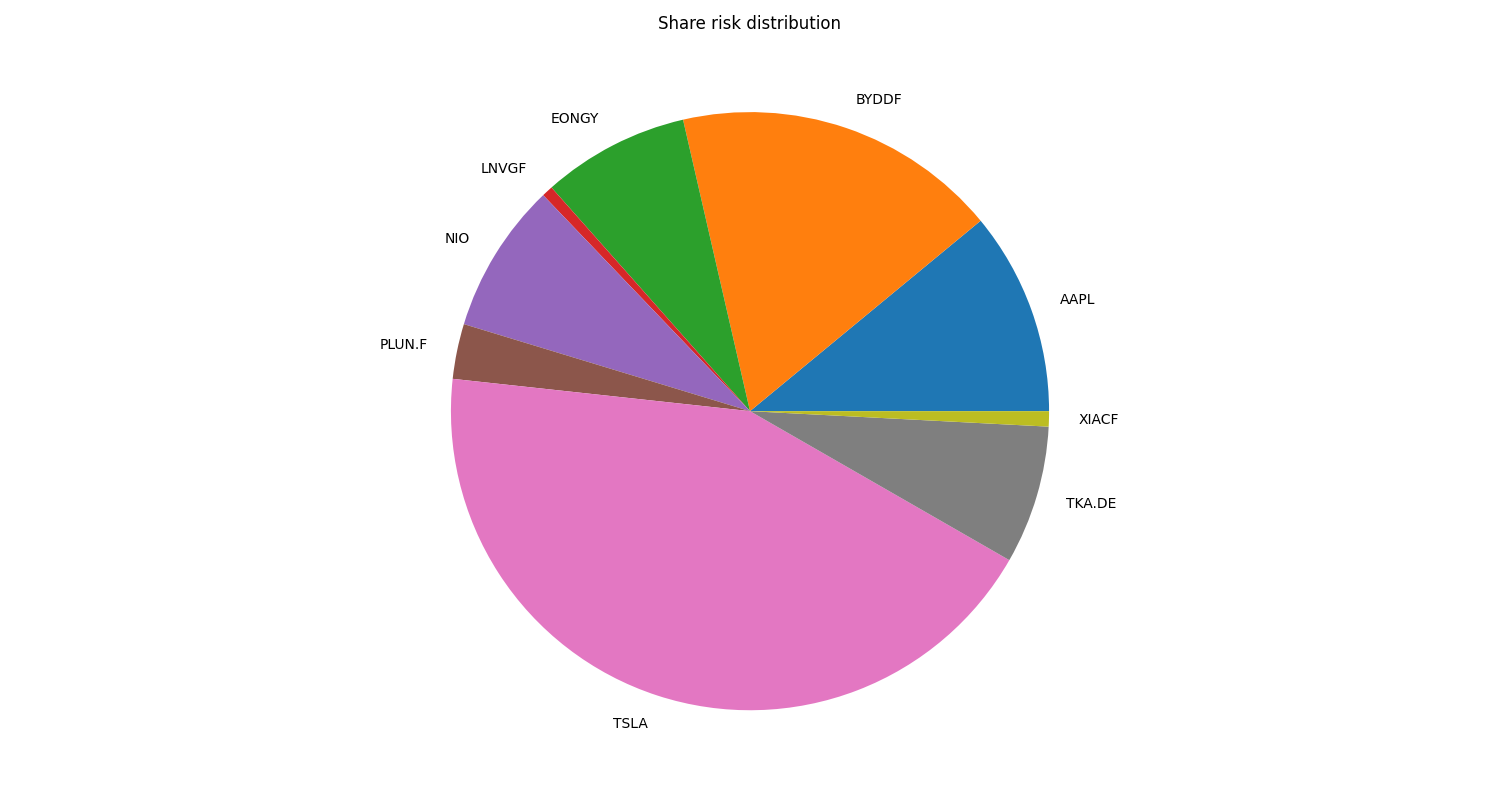 Share risk distribution
BYDDF
EONGY
LNVGF
NIO
AAPL
PLUN.F
XIACF
TKA.DE
TSLA